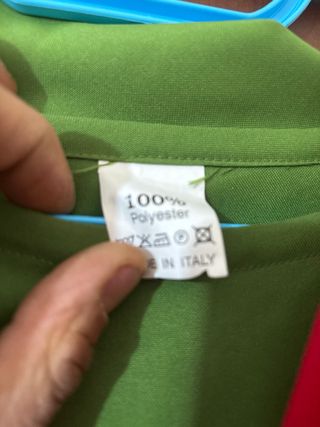 100%
Polyester
IN ITALY